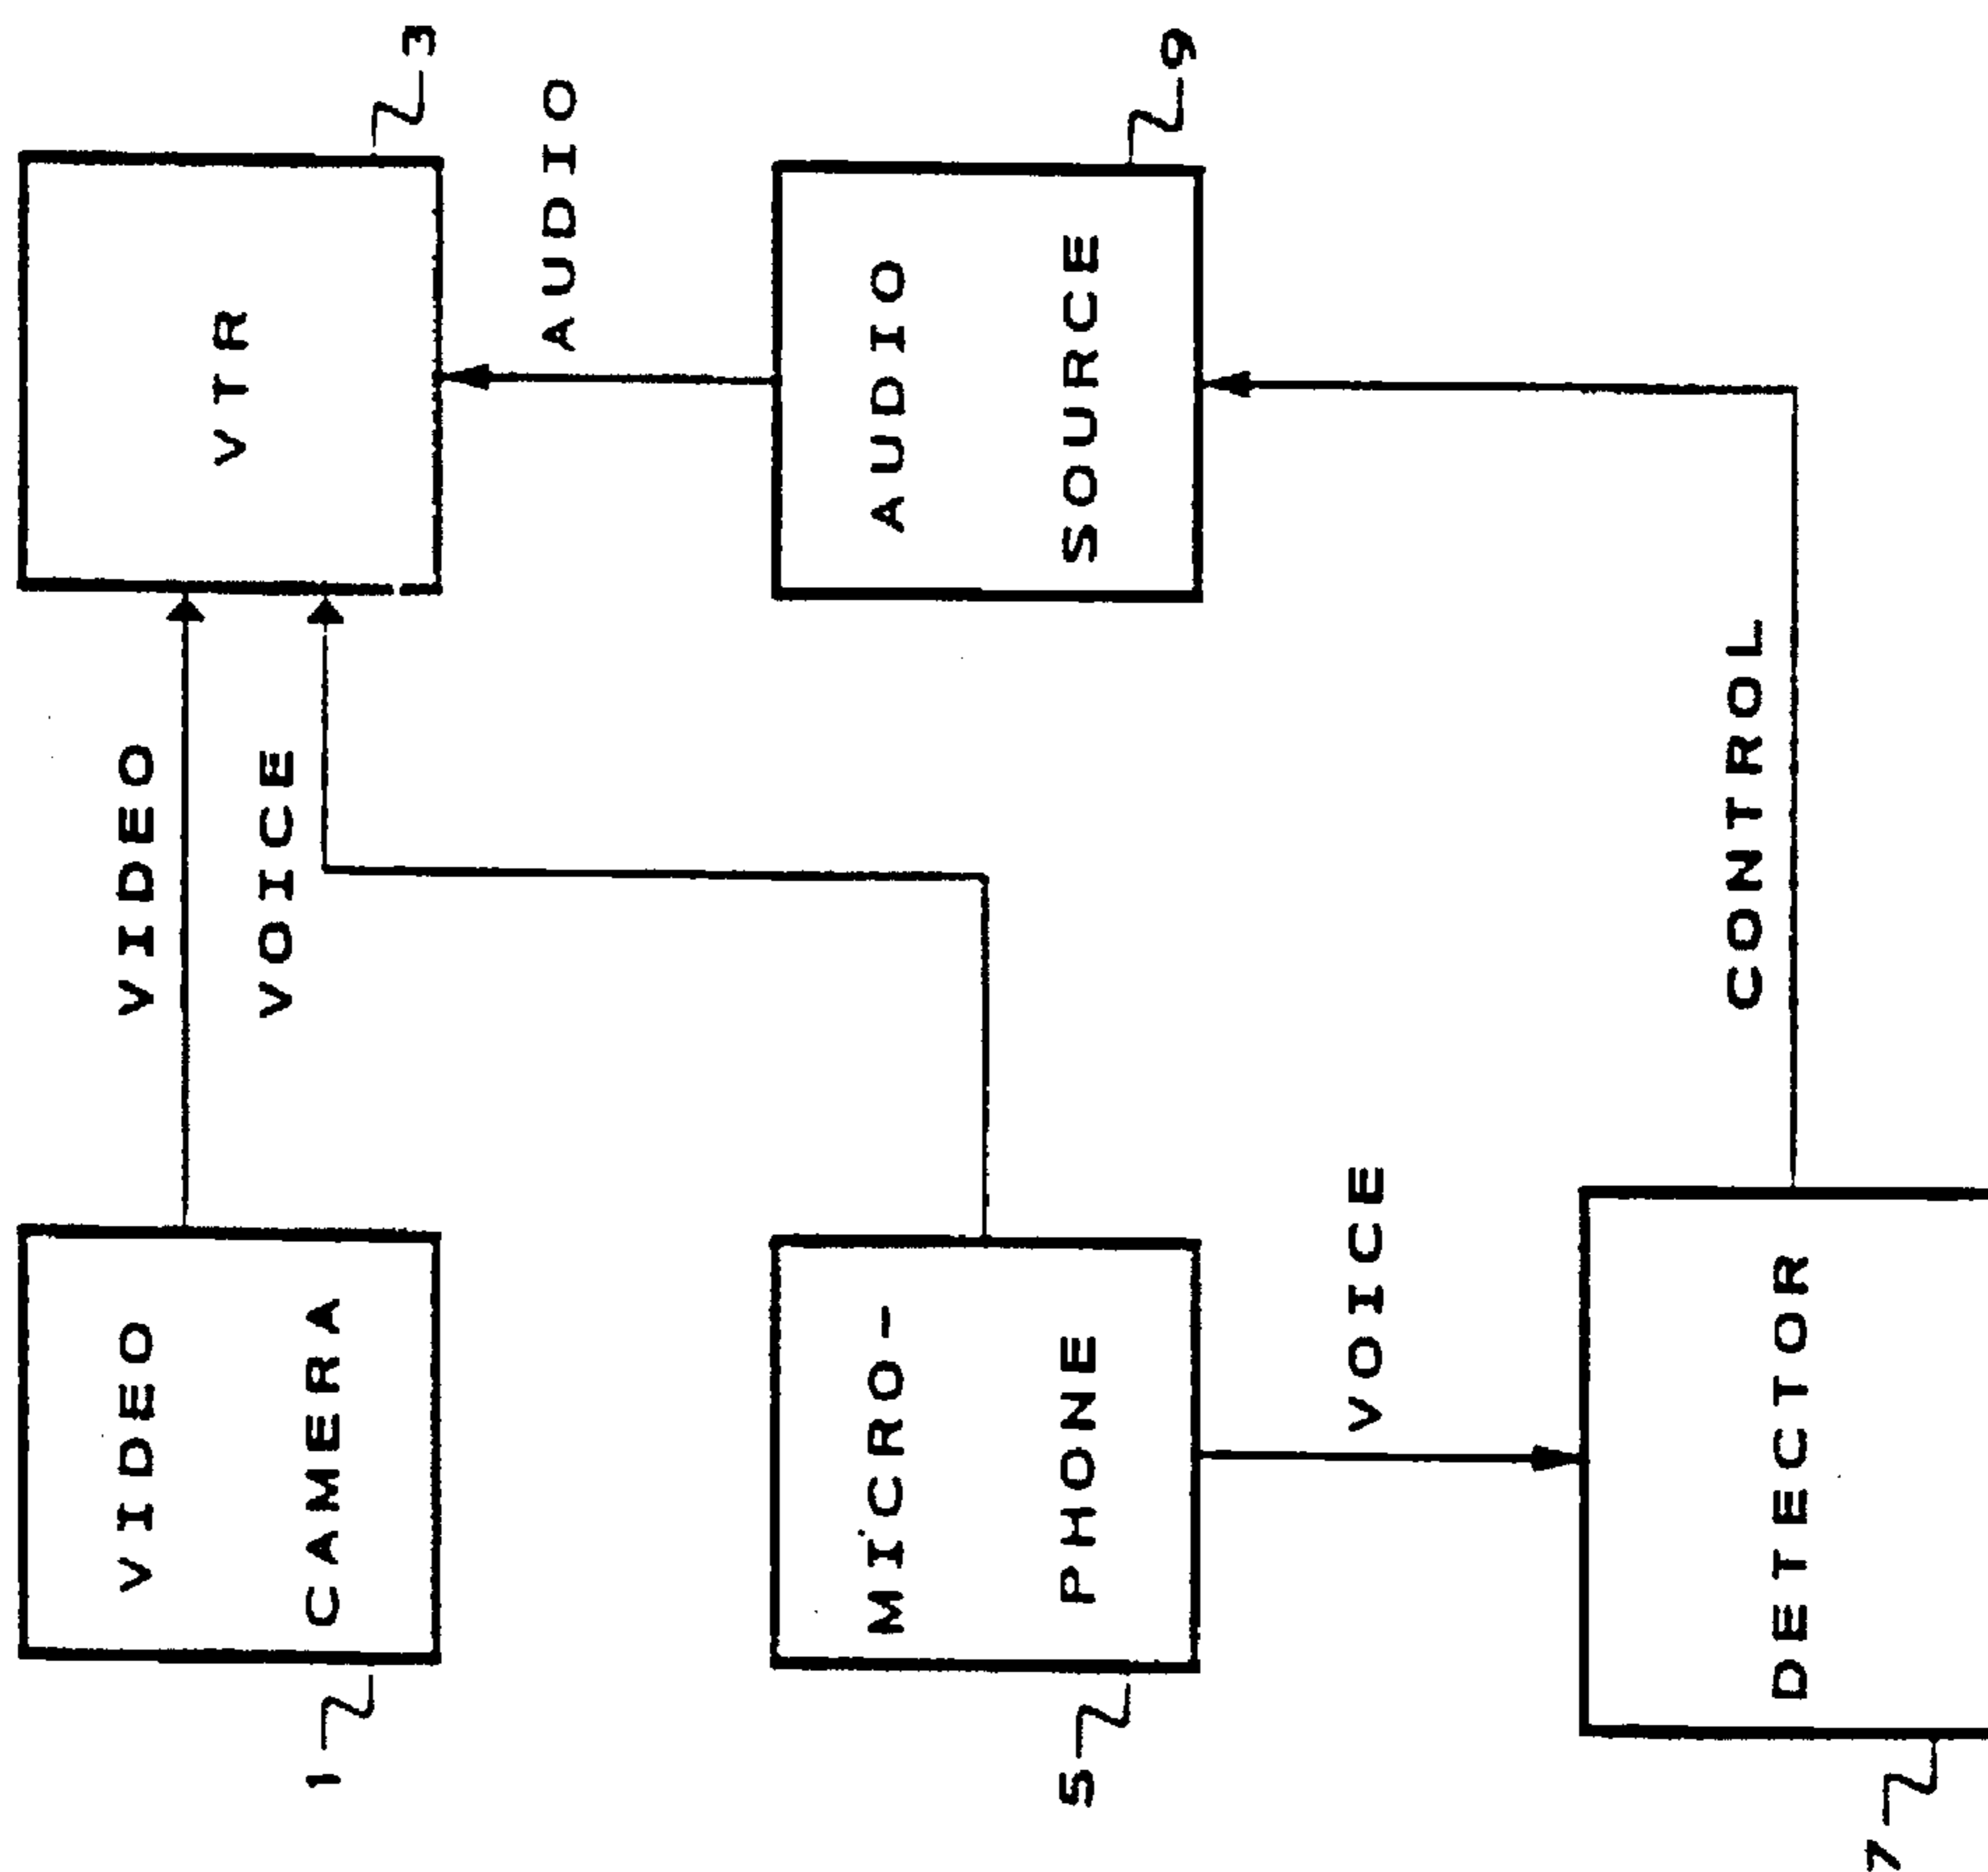 VIDEO
CAMERA
1
VIDEO
VOICE
VTR
3
AUDIO
MICRO-
PHONE
5
AUDIO
SOURCE
9
VOICE
DETECTOR
7
CONTROL